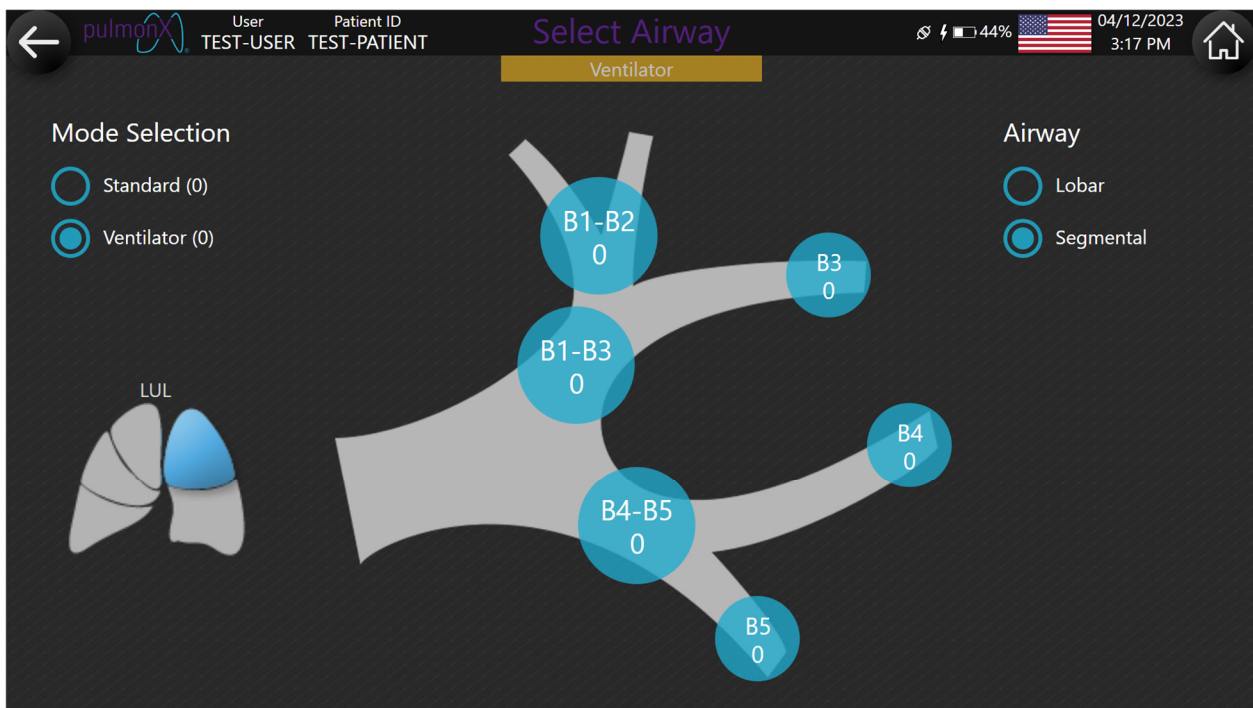 pulmonX®
User
TEST-USER
Patient ID
TEST-PATIENT
Select Airway
44%
04/12/2023
3:17 PM
Ventilator
Mode Selection
Standard (0)
Ventilator (0)
Airway
Lobar
Segmental
B1-B2
0
B3
0
B1-B3
0
LUL
B4
0
B4-B5
0
B5
0